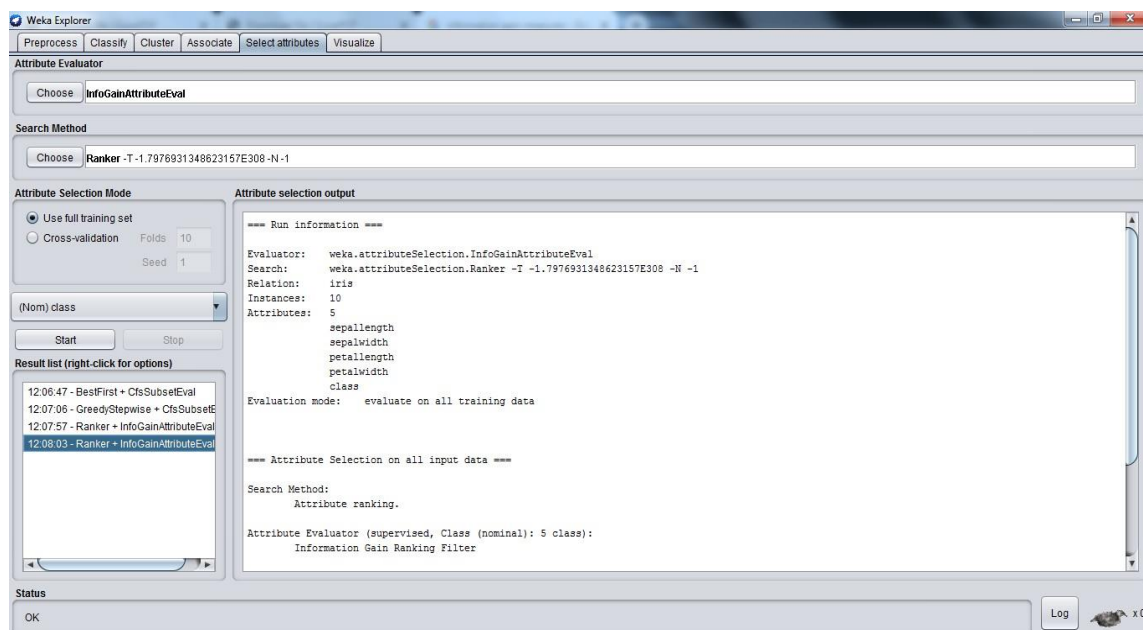 Weka Explorer
Preprocess Classify Cluster Associate Select attributes Visualize
Attribute Evaluator
Choose InfoGainAttributeEval
Search Method
Choose Ranker -T -1.7976931348623157E308 -N -1
Attribute Selection Mode
Use full training set
Cross-validation Folds 10
Seed 1
(Nom) class
Start Stop
Result list (right-click for options)
12:06:47 - BestFirst + CfsSubsetEval
12:07:06 - GreedyStepwise + CfsSubsetE
12:07:57 - Ranker + InfoGainAttributeEval
12:08:03 - Ranker + InfoGainAttributeEval
Attribute selection output
=== Run information ===
Evaluator: weka.attributeSelection.InfoGainAttributeEval
Search: weka.attributeSelection.Ranker -T -1.7976931348623157E308 -N -1
Relation: iris
Instances: 10
Attributes: 5
sepallength
sepalwidth
petallength
petalwidth
class
Evaluation mode: evaluate on all training data
=== Attribute Selection on all input data ===
Search Method:
Attribute ranking.
Attribute Evaluator (supervised, Class (nominal): 5 class):
Information Gain Ranking Filter
Status
OK
Log
x 0